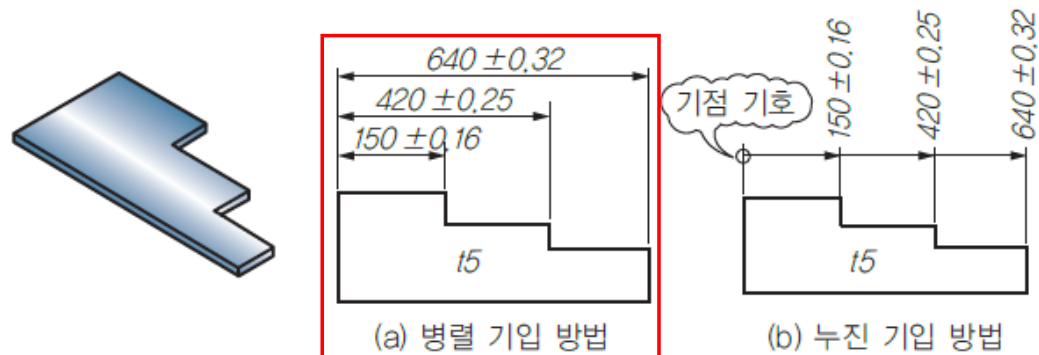 640 ±0.32
420 ±0.25
150 ±0.16
t5
(a) 병렬 기입 방법
기점 기호
150 ±0.16
420 ±0.25
640 ±0.32
t5
(b) 누진 기입 방법